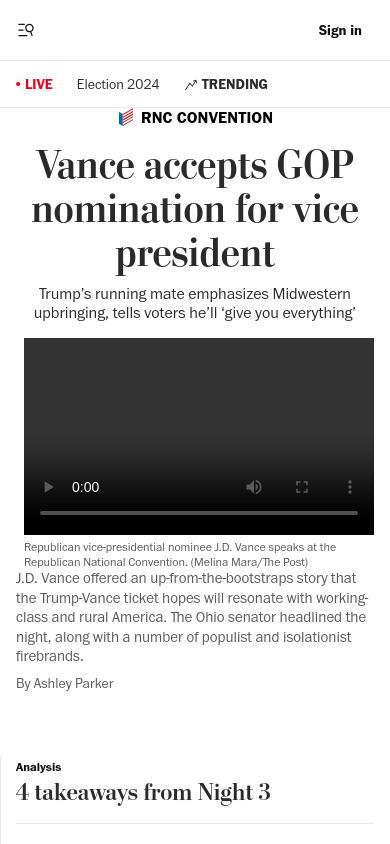 Sign in
LIVE
Election 2024
TRENDING
RNC CONVENTION
Vance accepts GOP
nomination for vice
president
Trump’s running mate emphasizes Midwestern
upbringing, tells voters he’ll ‘give you everything’
0:00
Republican vice-presidential nominee J.D. Vance speaks at the
Republican National Convention. (Melina Mara/The Post)
J.D. Vance offered an up-from-the-bootstraps story that
the Trump-Vance ticket hopes will resonate with working-
class and rural America. The Ohio senator headlined the
night, along with a number of populist and isolationist
firebrands.
By Ashley Parker
Analysis
4 takeaways from Night 3